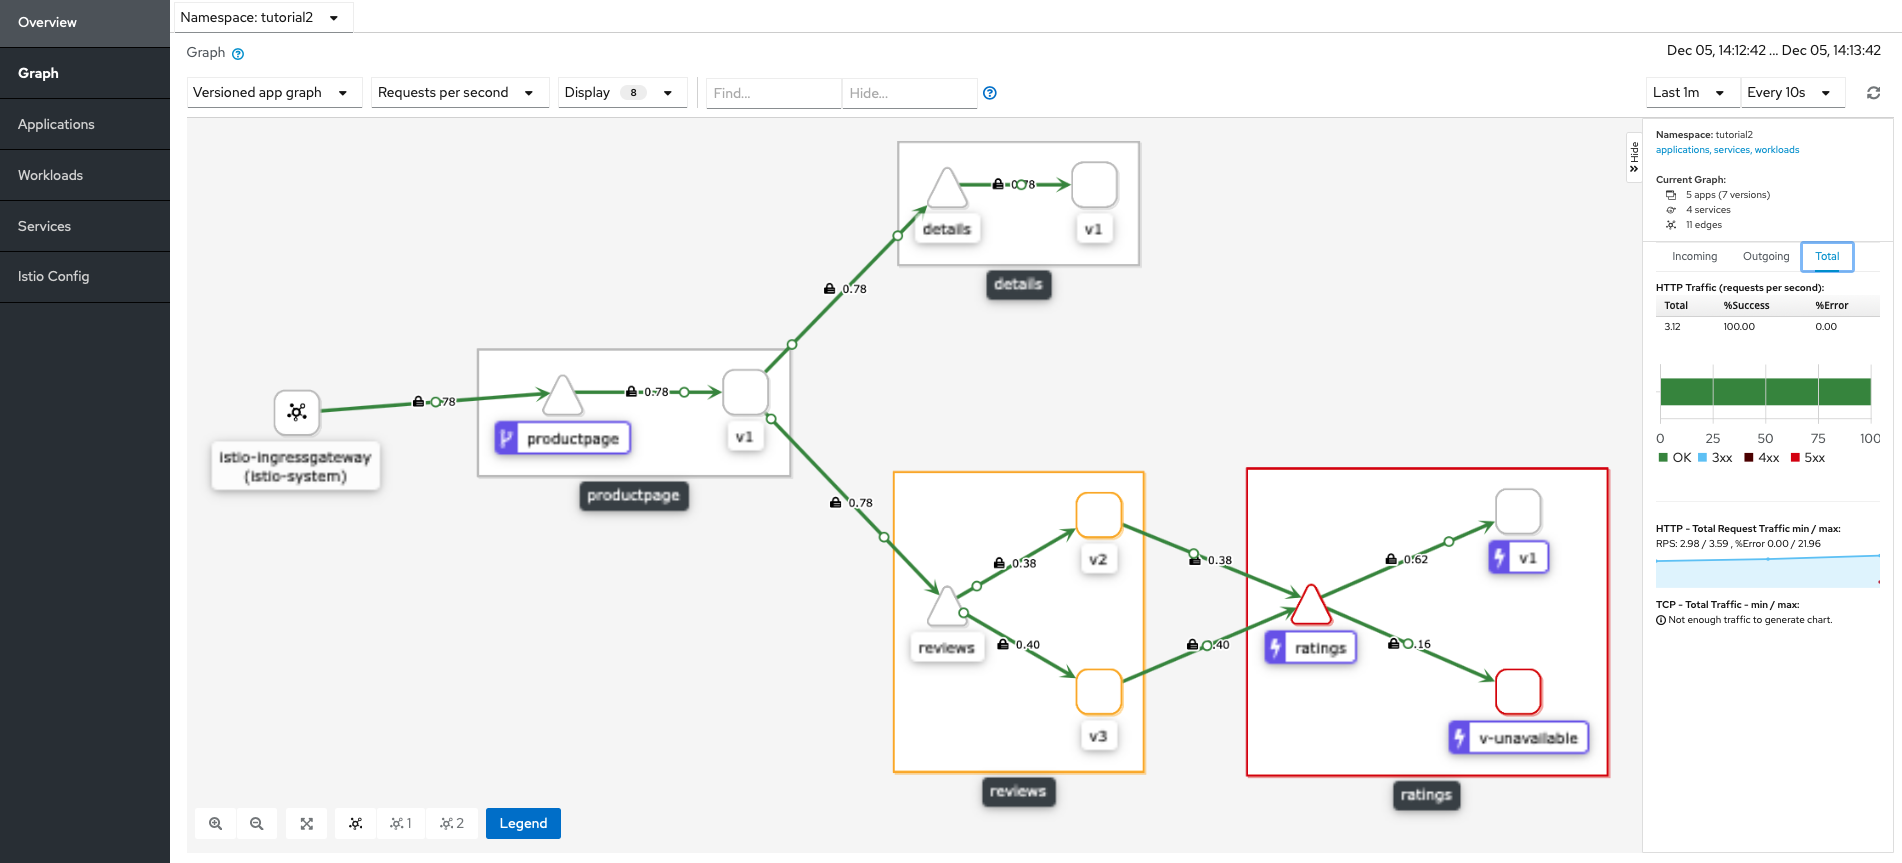 Overview
Graph
Applications
Workloads
Services
Istio Config
Namespace: tutorial2
Graph
Dec 05, 14:12:42 ... Dec 05, 14:13:42
Versioned app graph
Requests per second
Display 8
Find...
Hide...
Last 1m
Every 10s
details
v1
0.78
details
0.78
istio-ingressgateway
(istio-system)
78
productpage
0.78
v1
productpage
0.78
reviews
0.38
v2
0.40
v3
reviews
0.38
.40
ratings
0.62
v1
.16
v-unavailable
ratings
1
2
Legend
Hide
Namespace: tutorial2
applications, services, workloads
Current Graph:
5 apps (7 versions)
4 services
11 edges
Incoming Outgoing Total
HTTP Traffic (requests per second):
Total %Success %Error
3.12 100.00 0.00
0 25 50 75 100
OK 3xx 4xx 5xx
HTTP - Total Request Traffic min / max:
RPS: 2.98 / 3.59 , %Error 0.00 / 21.96
TCP - Total Traffic - min / max:
Not enough traffic to generate chart.